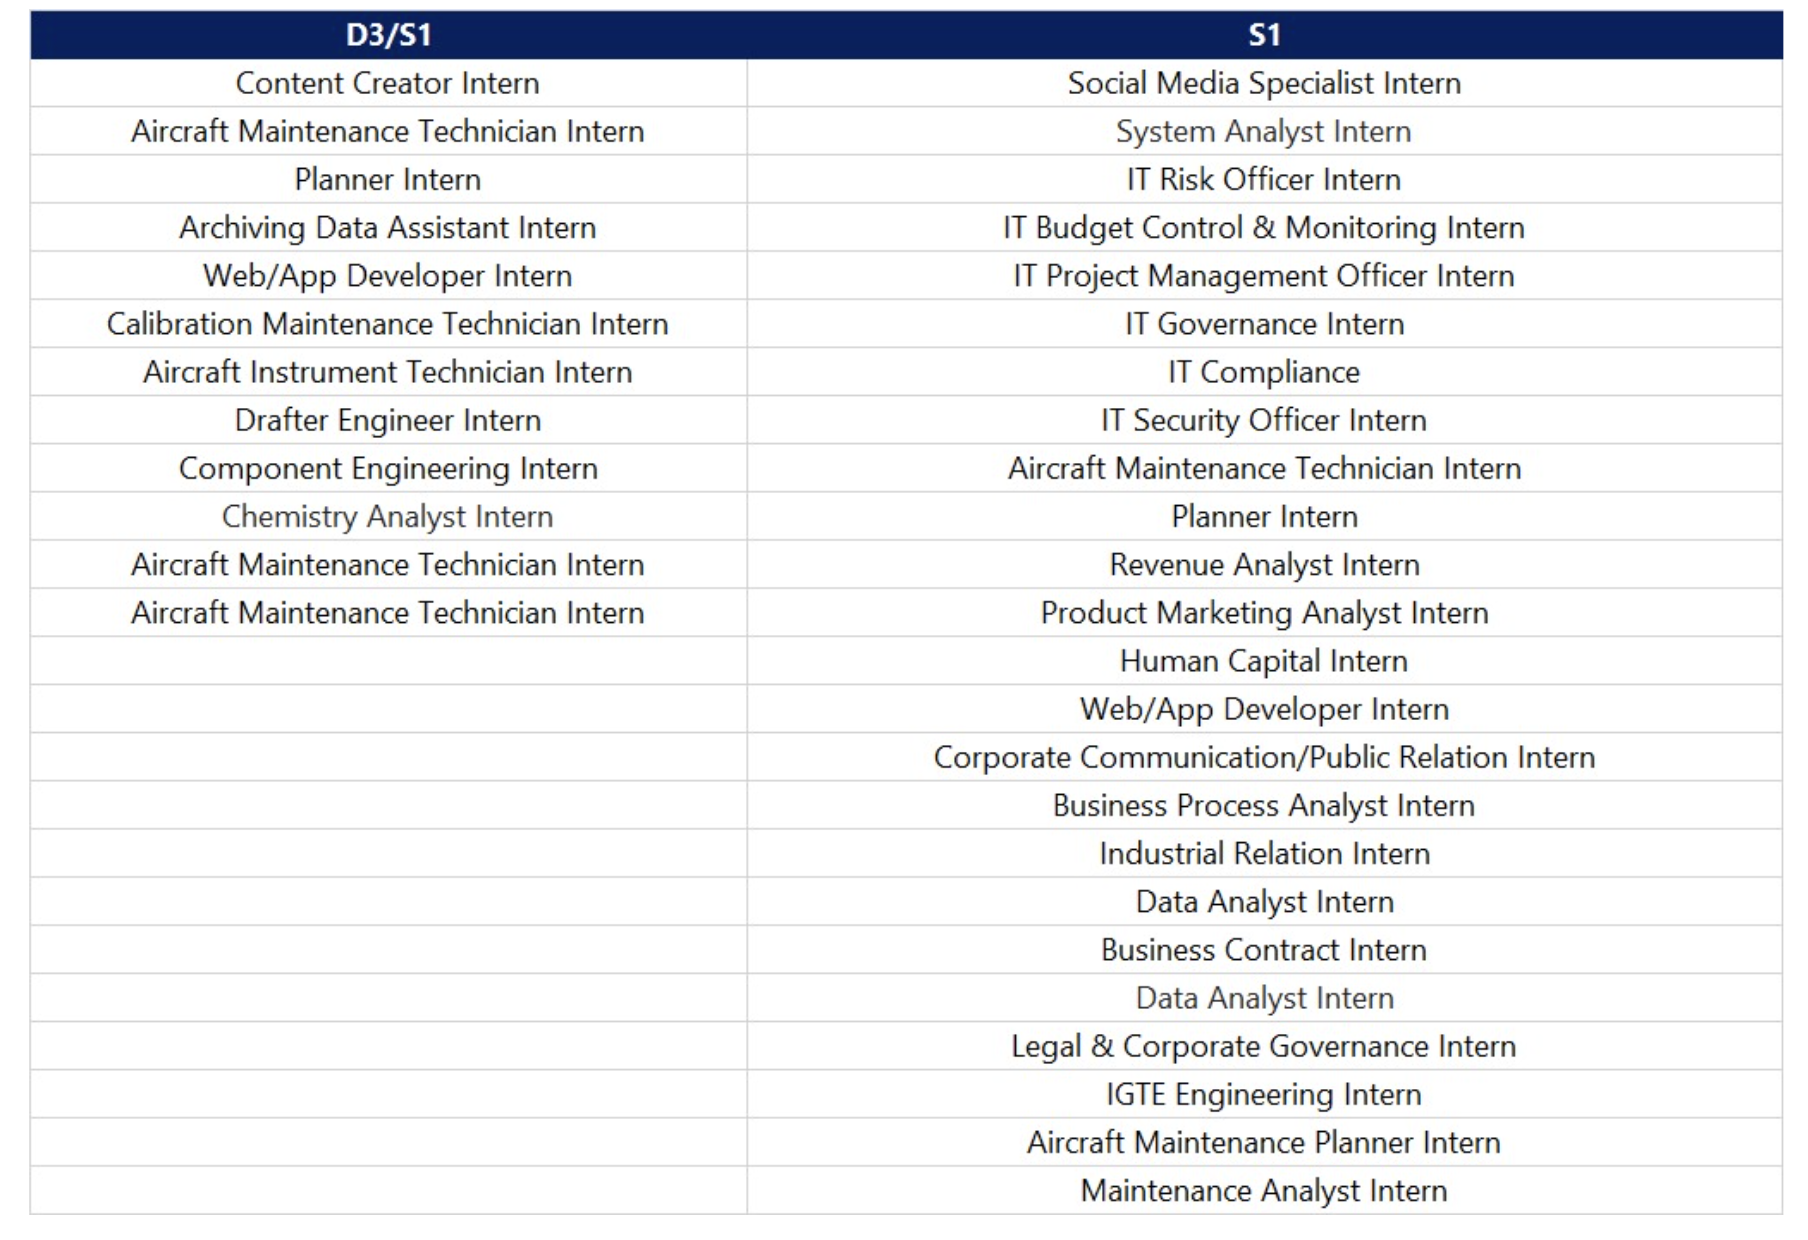 D3/S1 S1
Content Creator Intern Social Media Specialist Intern
Aircraft Maintenance Technician Intern System Analyst Intern
Planner Intern IT Risk Officer Intern
Archiving Data Assistant Intern IT Budget Control & Monitoring Intern
Web/App Developer Intern IT Project Management Officer Intern
Calibration Maintenance Technician Intern IT Governance Intern
Aircraft Instrument Technician Intern IT Compliance
Drafter Engineer Intern IT Security Officer Intern
Component Engineering Intern Aircraft Maintenance Technician Intern
Chemistry Analyst Intern Planner Intern
Aircraft Maintenance Technician Intern Revenue Analyst Intern
Aircraft Maintenance Technician Intern Product Marketing Analyst Intern
Human Capital Intern
Web/App Developer Intern
Corporate Communication/Public Relation Intern
Business Process Analyst Intern
Industrial Relation Intern
Data Analyst Intern
Business Contract Intern
Data Analyst Intern
Legal & Corporate Governance Intern
IGTE Engineering Intern
Aircraft Maintenance Planner Intern
Maintenance Analyst Intern